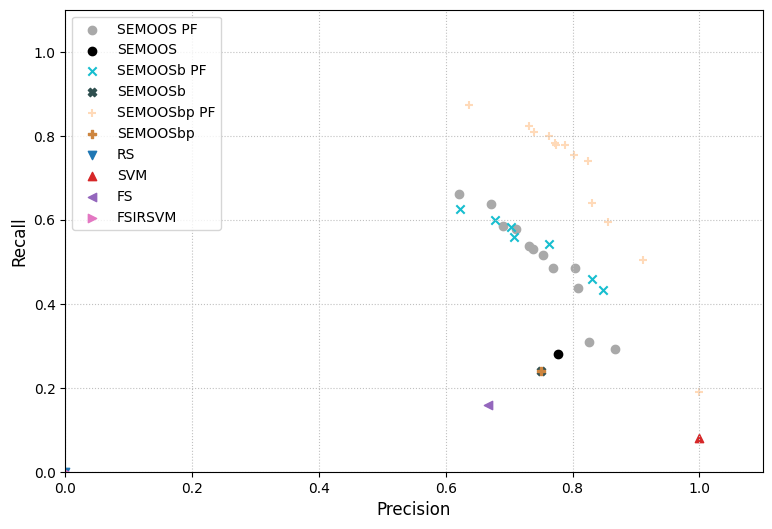 SEMOOS PF
SEMOOS
SEMOOSb PF
SEMOOSb
SEMOOSbp PF
SEMOOSbp
RS
SVM
FS
FSIRSVM
Recall
1.0
0.8
0.6
0.4
0.2
0.0
0.0 0.2 0.4 0.6 0.8 1.0
Precision